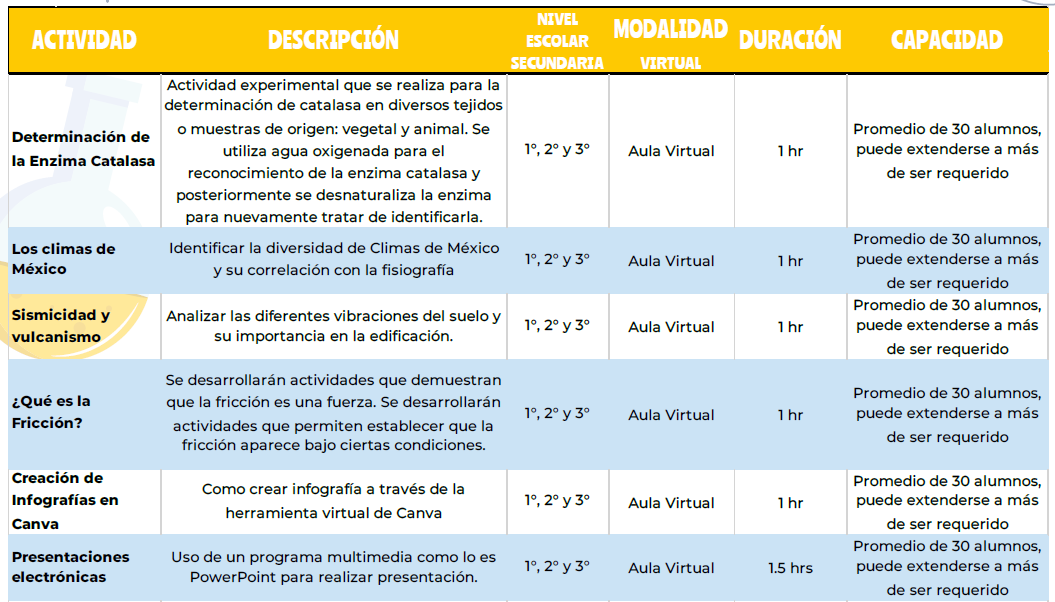 ACTIVIDAD
DESCRIPCIÓN
NIVEL
ESCOLAR
SECUNDARIA
MODALIDAD
VIRTUAL
DURACIÓN
CAPACIDAD
Determinación de
la Enzima Catalasa
Actividad experimental que se realiza para la
determinación de catalasa en diversos tejidos
o muestras de origen: vegetal y animal. Se
utiliza agua oxigenada para el
reconocimiento de la enzima catalasa y
posteriormente se desnaturaliza la enzima
para nuevamente tratar de identificarla.
1°, 2° y 3°
Aula Virtual
1 hr
Promedio de 30 alumnos,
puede extenderse a más
de ser requerido
Los climas de
México
Identificar la diversidad de Climas de México
y su correlación con la fisiografía
1°, 2° y 3°
Aula Virtual
1 hr
Promedio de 30 alumnos,
puede extenderse a más
de ser requerido
Sismicidad y
vulcanismo
Analizar las diferentes vibraciones del suelo y
su importancia en la edificación.
1°, 2° y 3°
Aula Virtual
1 hr
Promedio de 30 alumnos,
puede extenderse a más
de ser requerido
¿Qué es la
Fricción?
Se desarrollarán actividades que demuestran
que la fricción es una fuerza. Se desarrollarán
actividades que permiten establecer que la
fricción aparece bajo ciertas condiciones.
1°, 2° y 3°
Aula Virtual
1 hr
Promedio de 30 alumnos,
puede extenderse a más
de ser requerido
Creación de
Infografías en
Canva
Como crear infografía a través de la
herramienta virtual de Canva
1°, 2° y 3°
Aula Virtual
1 hr
Promedio de 30 alumnos,
puede extenderse a más
de ser requerido
Presentaciones
electrónicas
Uso de un programa multimedia como lo es
PowerPoint para realizar presentación.
1°, 2° y 3°
Aula Virtual
1.5 hrs
Promedio de 30 alumnos,
puede extenderse a más
de ser requerido